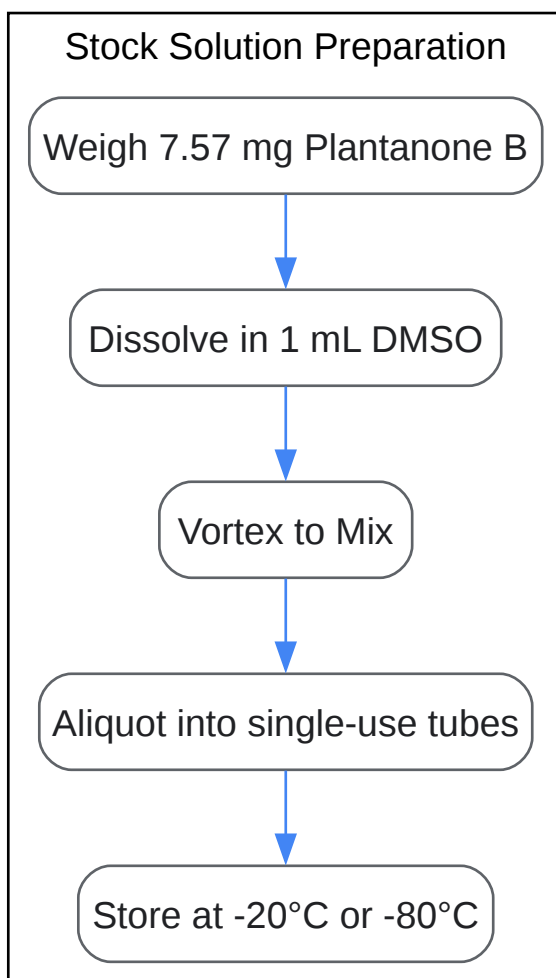 Stock Solution Preparation
Weigh 7.57 mg Plantanone B
Dissolve in 1 mL DMSO
Vortex to Mix
Aliquot into single-use tubes
Store at -20°C or -80°C